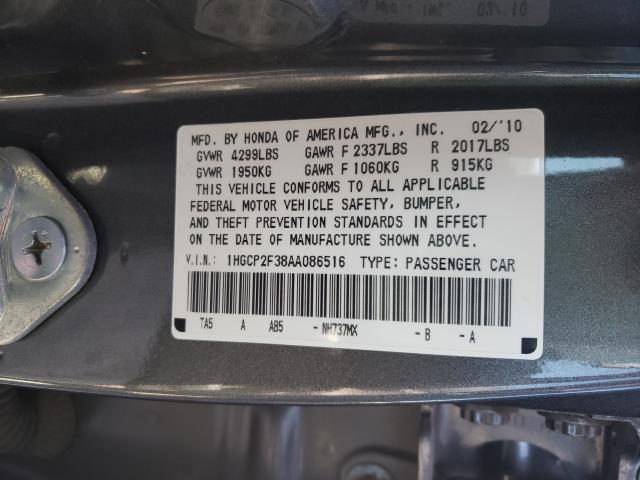 MFD. BY HONDA OF AMERICA MFG., INC. 02/'10
GVWR 4299LBS GAWR F 2337LBS R 2017LBS
GVWR 1950KG GAWR F 1060KG R 915KG
THIS VEHICLE CONFORMS TO ALL APPLICABLE
FEDERAL MOTOR VEHICLE SAFETY, BUMPER,
AND THEFT PREVENTION STANDARDS IN EFFECT
ON THE DATE OF MANUFACTURE SHOWN ABOVE.
V.I.N: 1HGCP2F38AA086516 TYPE: PASSENGER CAR
TA5 A AB5 - NH737MX - B - A